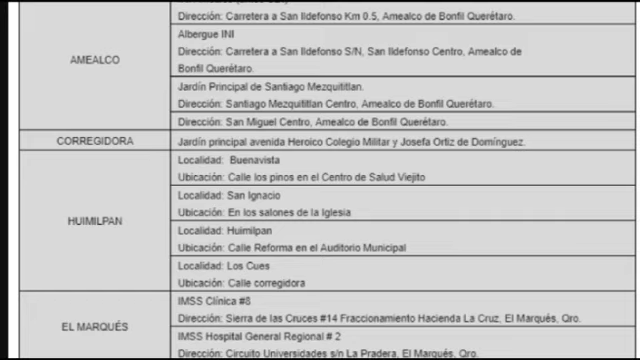 Dirección: Carretera a San Ildefonso Km 0.5, Amealco de Bonfil Querétaro.
AMEALCO
Albergue INI
Dirección: Carretera a San Ildefonso S/N, San Ildefonso Centro, Amealco de
Bonfil Querétaro.
Jardín Principal de Santiago Mezquititlan.
Dirección: Santiago Mezquititlan Centro, Amealco de Bonfil Querétaro.
Dirección: San Miguel Centro, Amealco de Bonfil Querétaro.
CORREGIDORA
Jardín principal avenida Heroico Colegio Militar y Josefa Ortiz de Domínguez.
HUIMILPAN
Localidad: Buenavista
Ubicación: Calle los pinos en el Centro de Salud Viejito
Localidad: San Ignacio
Ubicación: En los salones de la Iglesia
Localidad: Huimilpan
Ubicación: Calle Reforma en el Auditorio Municipal
Localidad: Los Cues
Ubicación: Calle corregidora
EL MARQUÉS
IMSS Clínica #8
Dirección: Sierra de las Cruces #14 Fraccionamiento Hacienda La Cruz, El Marqués, Qro.
IMSS Hospital General Regional # 2
Dirección: Circuito Universidades s/n La Pradera, El Marqués, Qro.